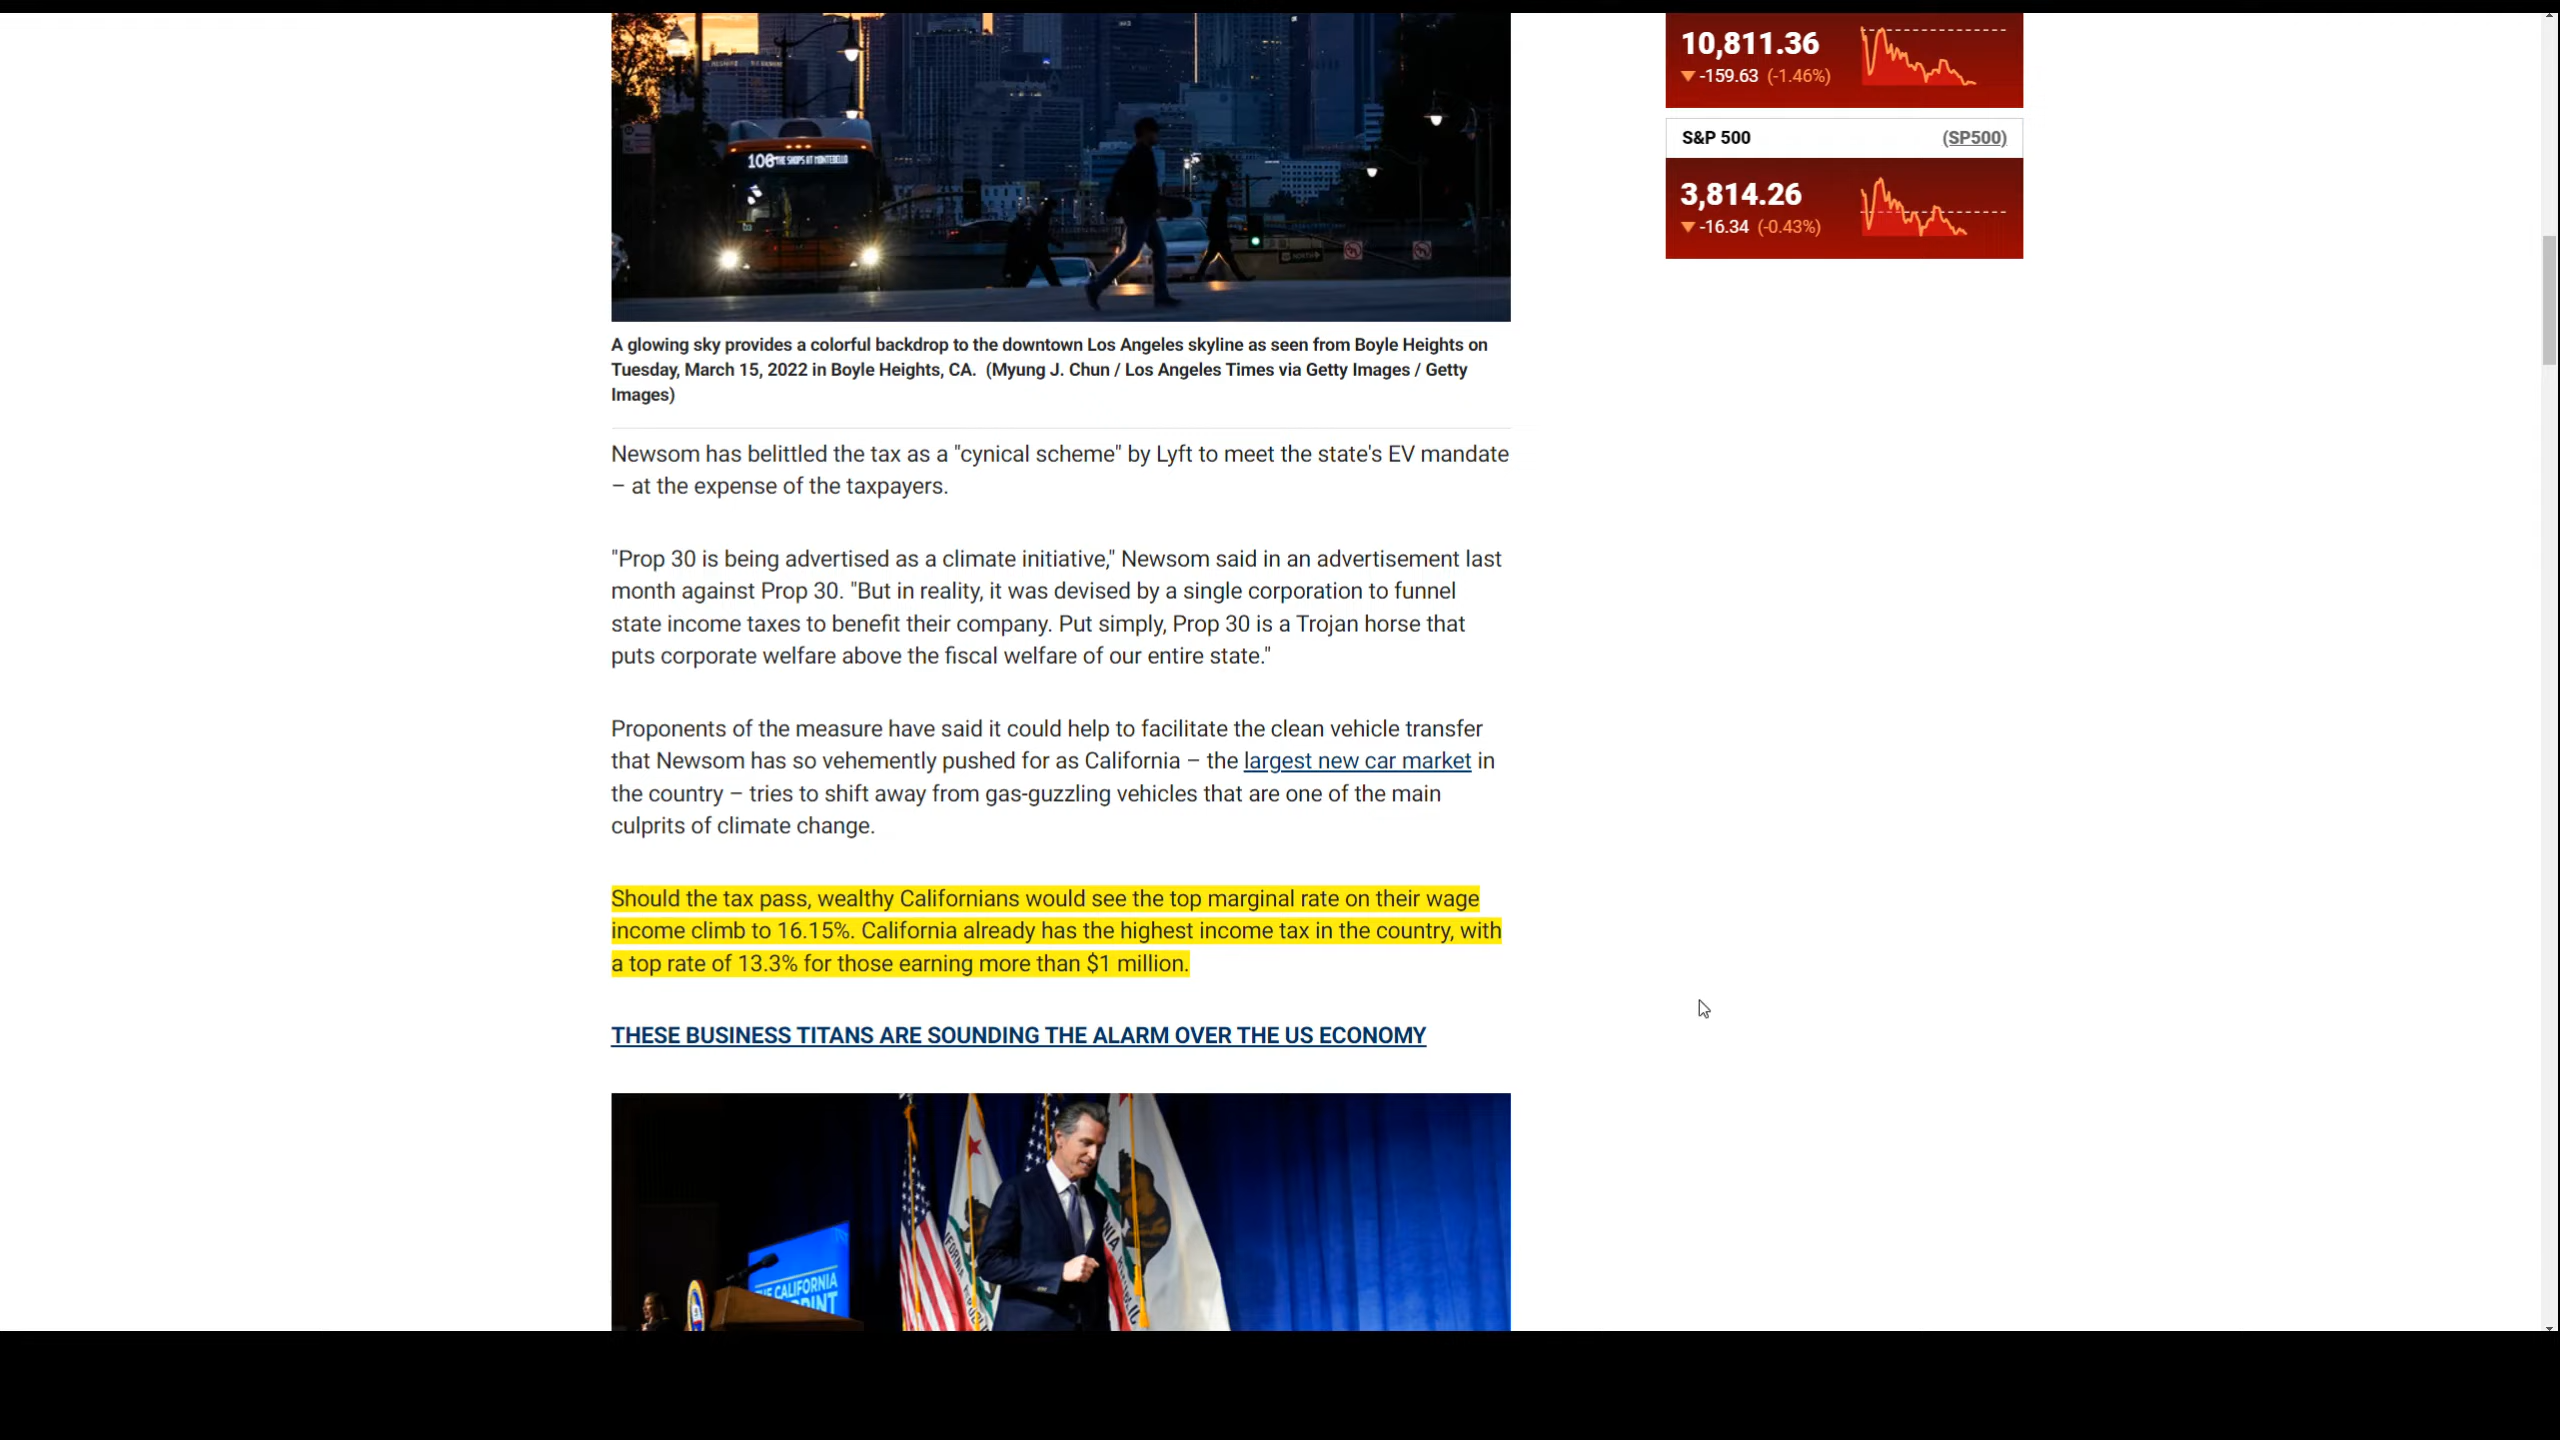 106 THE SHOPS AT
NORTH
10,811.36
-159.63 (-1.46%)
S&P 500 (SP500)
3,814.26
-16.34 (-0.43%)
A glowing sky provides a colorful backdrop to the downtown Los Angeles skyline as seen from Boyle Heights on
Tuesday, March 15, 2022 in Boyle Heights, CA. (Myung J. Chun / Los Angeles Times via Getty Images / Getty
Images)
Newsom has belittled the tax as a "cynical scheme" by Lyft to meet the state's EV mandate
– at the expense of the taxpayers.
"Prop 30 is being advertised as a climate initiative," Newsom said in an advertisement last
month against Prop 30. "But in reality, it was devised by a single corporation to funnel
state income taxes to benefit their company. Put simply, Prop 30 is a Trojan horse that
puts corporate welfare above the fiscal welfare of our entire state."
Proponents of the measure have said it could help to facilitate the clean vehicle transfer
that Newsom has so vehemently pushed for as California – the largest new car market in
the country – tries to shift away from gas-guzzling vehicles that are one of the main
culprits of climate change.
Should the tax pass, wealthy Californians would see the top marginal rate on their wage
income climb to 16.15%. California already has the highest income tax in the country, with
a top rate of 13.3% for those earning more than $1 million.
THESE BUSINESS TITANS ARE SOUNDING THE ALARM OVER THE US ECONOMY
CALIFORNIA